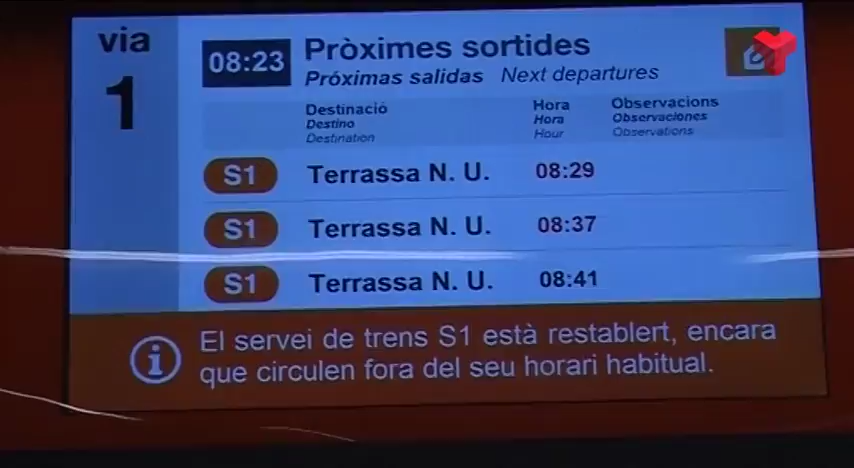 via
1
08:23
Pròximes sortides
Próximas salidas Next departures
Destinació Hora Observacions
Destino Hora Observaciones
Destination Hour Observations
S1 Terrassa N. U. 08:29
S1 Terrassa N. U. 08:37
S1 Terrassa N. U. 08:41
El servei de trens S1 està restablert, encara
que circulen fora del seu horari habitual.